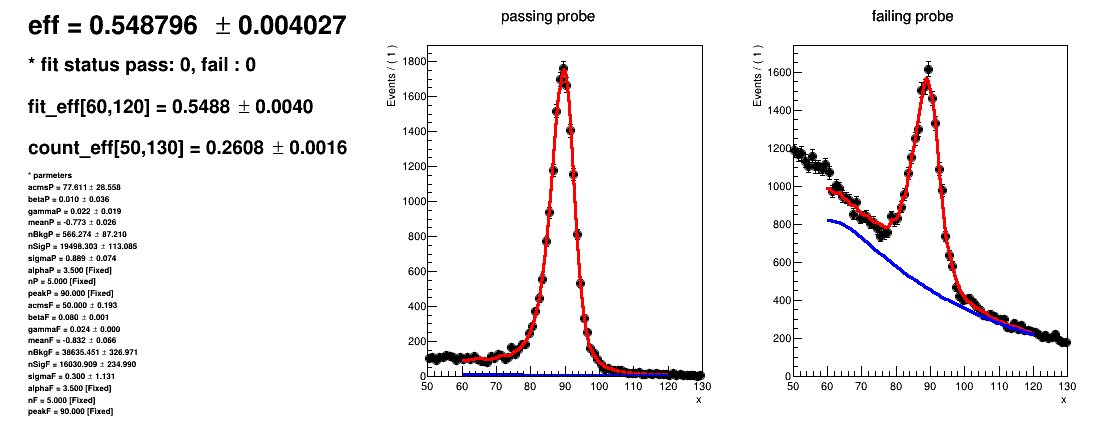 eff = 0.548796 ± 0.004027
* fit status pass: 0, fail : 0
fit_eff[60,120] = 0.5488 ± 0.0040
count_eff[50,130] = 0.2608 ± 0.0016
* parmeters
acmsP = 77.611 ± 28.558
betaP = 0.010 ± 0.036
gammaP = 0.022 ± 0.019
meanP = -0.773 ± 0.026
nBkgP = 566.274 ± 87.210
nSigP = 19498.303 ± 113.085
sigmaP = 0.889 ± 0.074
alphaP = 3.500 [Fixed]
nP = 5.000 [Fixed]
peakP = 90.000 [Fixed]
acmsF = 50.000 ± 0.193
betaF = 0.080 ± 0.001
gammaF = 0.024 ± 0.000
meanF = -0.832 ± 0.066
nBkgF = 38635.451 ± 326.971
nSigF = 16030.909 ± 234.990
sigmaF = 0.300 ± 1.131
alphaF = 3.500 [Fixed]
nF = 5.000 [Fixed]
peakF = 90.000 [Fixed]
passing probe
Events / ( 1 )
1800
1600
1400
1200
1000
800
600
400
200
0
50 60 70 80 90 100 110 120 130
x
failing probe
Events / ( 1 )
1600
1400
1200
1000
800
600
400
200
0
50 60 70 80 90 100 110 120 130
x